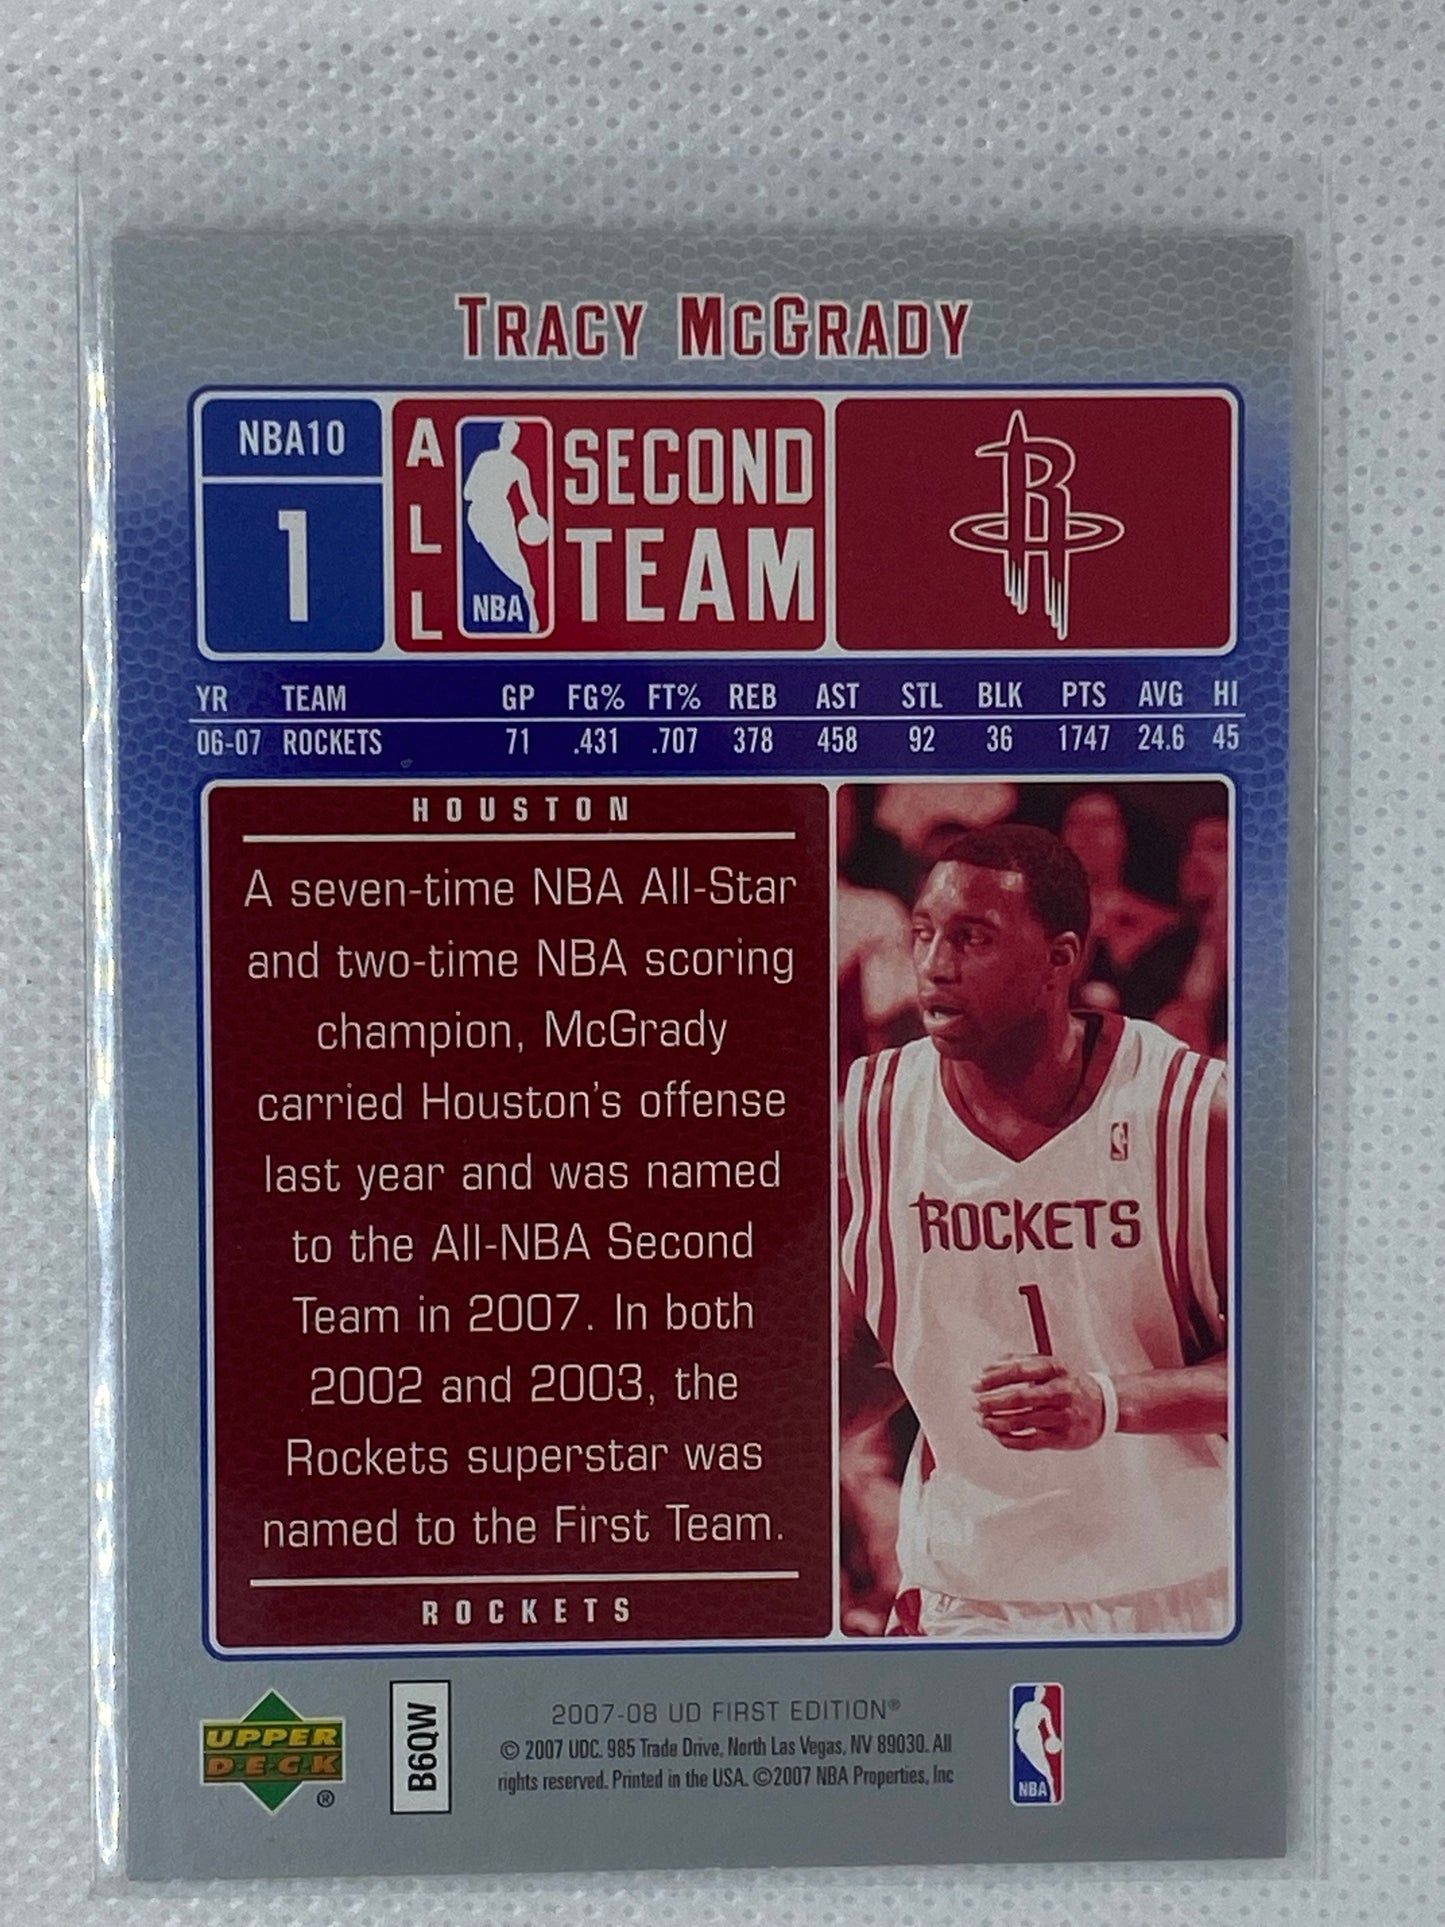 TRACY MCGRADY
NBA10
1
ALL
NBA
SECOND
TEAM
R
YR TEAM GP FG% FT% REB AST STL BLK PTS AVG HI
06-07 ROCKETS 71 .431 .707 378 458 92 36 1747 24.6 45
HOUSTON
A seven-time NBA All-Star
and two-time NBA scoring
champion, McGrady
carried Houston's offense
last year and was named
to the All-NBA Second
Team in 2007. In both
2002 and 2003, the
Rockets superstar was
named to the First Team.
ROCKETS
ROCKETS
1
UPPER
DECK
®
B6QW
2007-08 UD FIRST EDITION®
© 2007 UDC. 985 Trade Drive, North Las Vegas, NV 89030. All
rights reserved. Printed in the USA. ©2007 NBA Properties, Inc
NBA